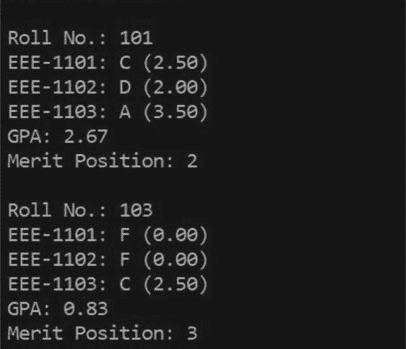 Roll No.: 101
EEE-1101: C (2.50)
EEE-1102: D (2.00)
EEE-1103: A (3.50)
GPA: 2.67
Merit Position: 2
Roll No.: 103
EEE-1101: F (0.00)
EEE-1102: F (0.00)
EEE-1103: C (2.50)
GPA: 0.83
Merit Position: 3